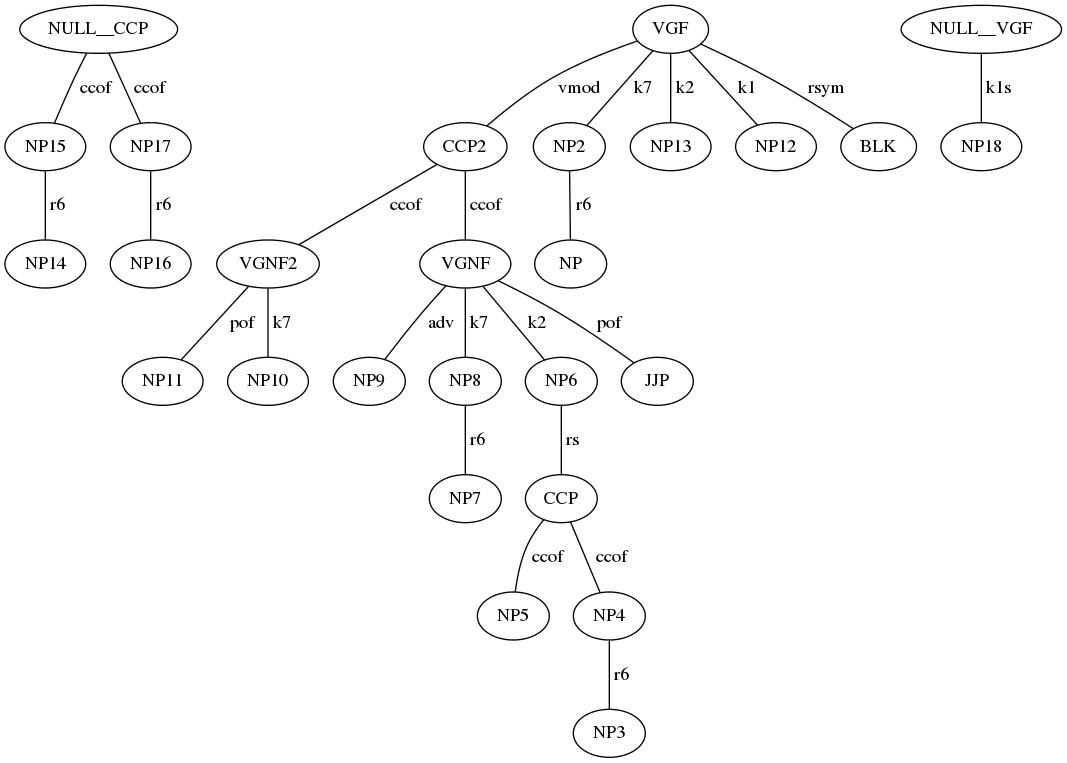 NULL__CCP VGF NULL__VGF
ccof ccof vmod k7 k2 k1 rsym k1s
NP15 NP17 CCP2 NP2 NP13 NP12 BLK NP18
r6 r6 ccof ccof r6
NP14 NP16 VGNF2 VGNF NP
pof k7 adv k7 k2 pof
NP11 NP10 NP9 NP8 NP6 JJP
r6 rs
NP7 CCP
ccof ccof
NP5 NP4
r6
NP3